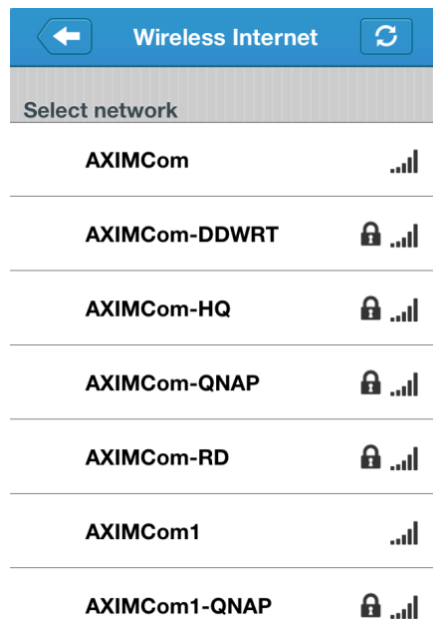 Wireless Internet
Select network
AXIMCom
AXIMCom-DDWRT
AXIMCom-HQ
AXIMCom-QNAP
AXIMCom-RD
AXIMCom1
AXIMCom1-QNAP